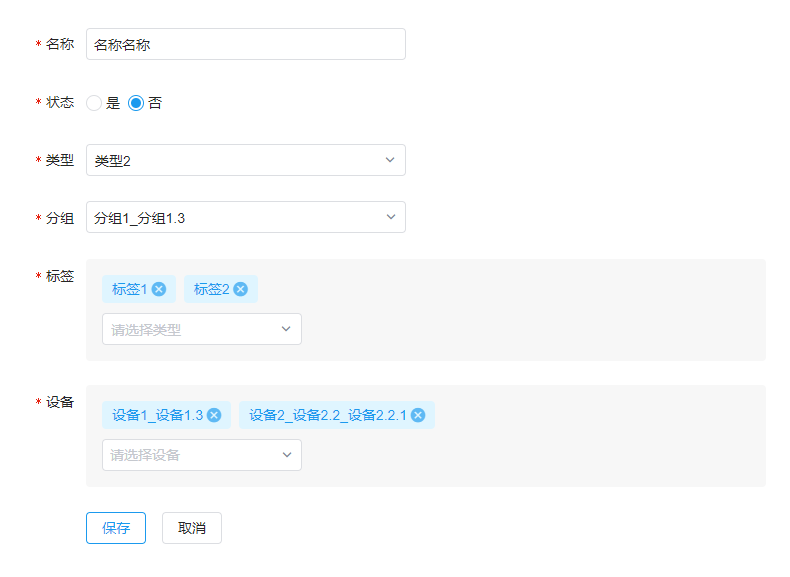 * 名称 名称名称
* 状态 是 否
* 类型 类型2
* 分组 分组1_分组1.3
* 标签 标签1 标签2
请选择类型
* 设备 设备1_设备1.3 设备2_设备2.2_设备2.2.1
请选择设备
保存 取消